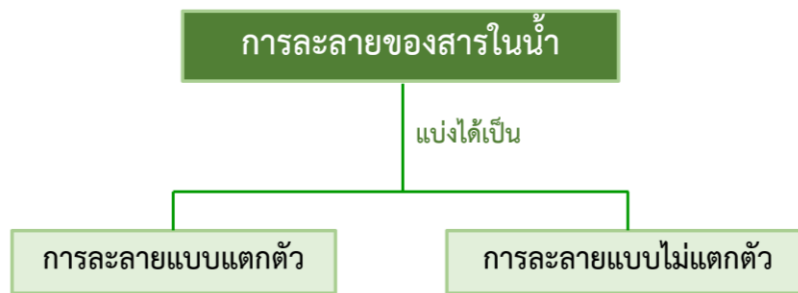 การละลายของสารในน้ำ
แบ่งได้เป็น
การละลายแบบแตกตัว
การละลายแบบไม่แตกตัว